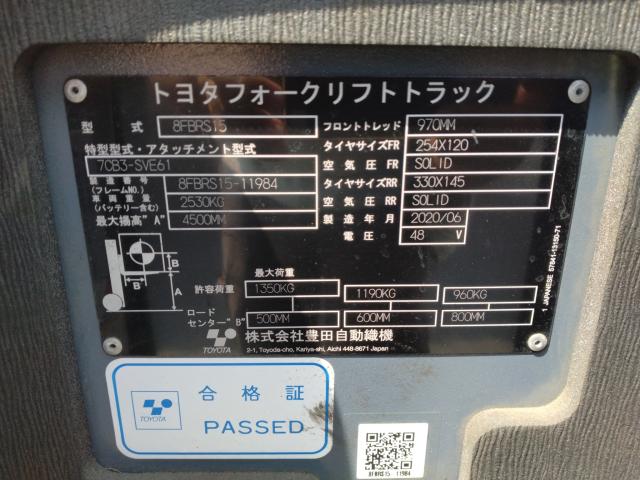 トヨタフォークリフトトラック
型式 8FBRS15 フロントトレッド 970MM
特型型式・アタッチメント型式 タイヤサイズFR 254X120
7CB3-SVE61 空気圧FR SOLID
製造番号(フレームNO.) 8FBRS15-11984 タイヤサイズRR 330X145
車両重量(バッテリー含む) 2530KG 空気圧RR SOLID
最大揚高"A" 4500MM 製造年月 2020/06
電圧 48 V
B
B
A
最大荷重
許容荷重 1350KG 1190KG 960KG
ロードセンター"B" 500MM 600MM 800MM
TOYOTA 株式会社豊田自動織機
2-1, Toyoda-cho, Kariya-shi, Aichi 448-8671 Japan
1 JAPANESE 57841-13150-71
合格証
TOYOTA PASSED
8FBRS15 11984